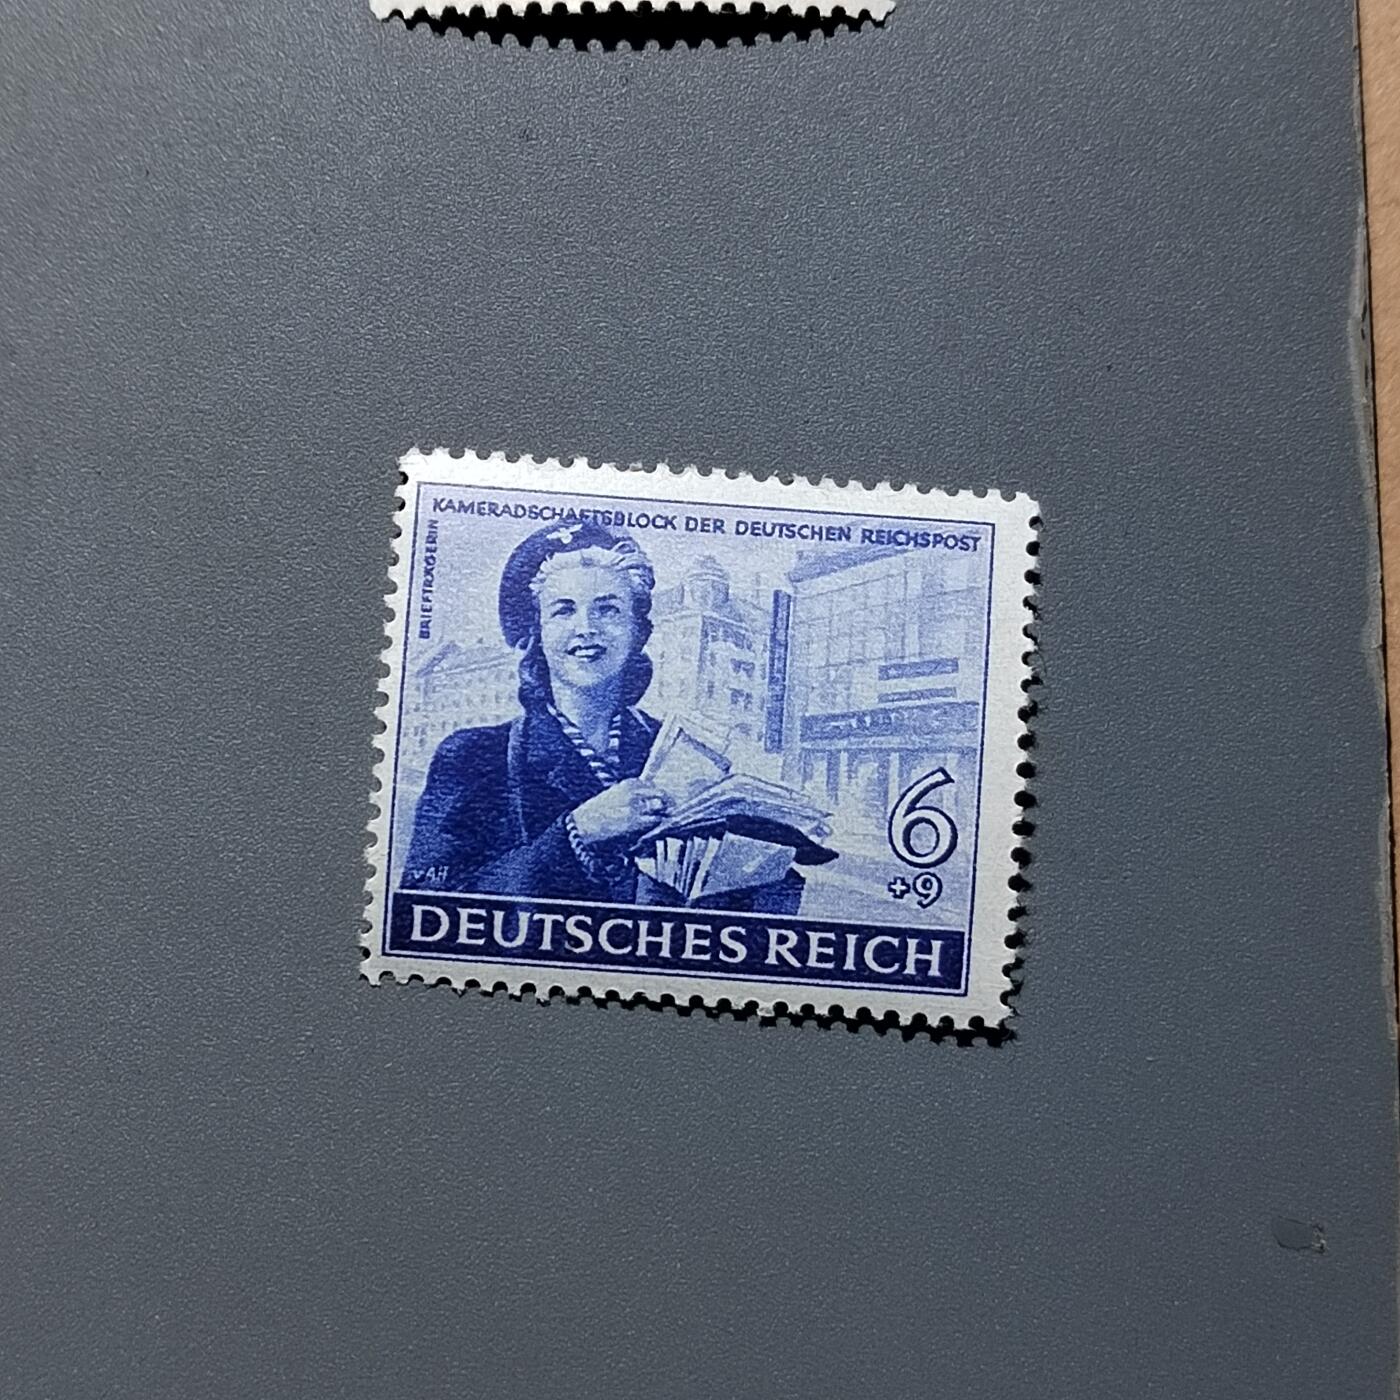 KAMERADSCHAFTSBLOCK DER DEUTSCHEN REICHSPOST
BRIEFTRÄGERIN
6
+9
DEUTSCHES REICH